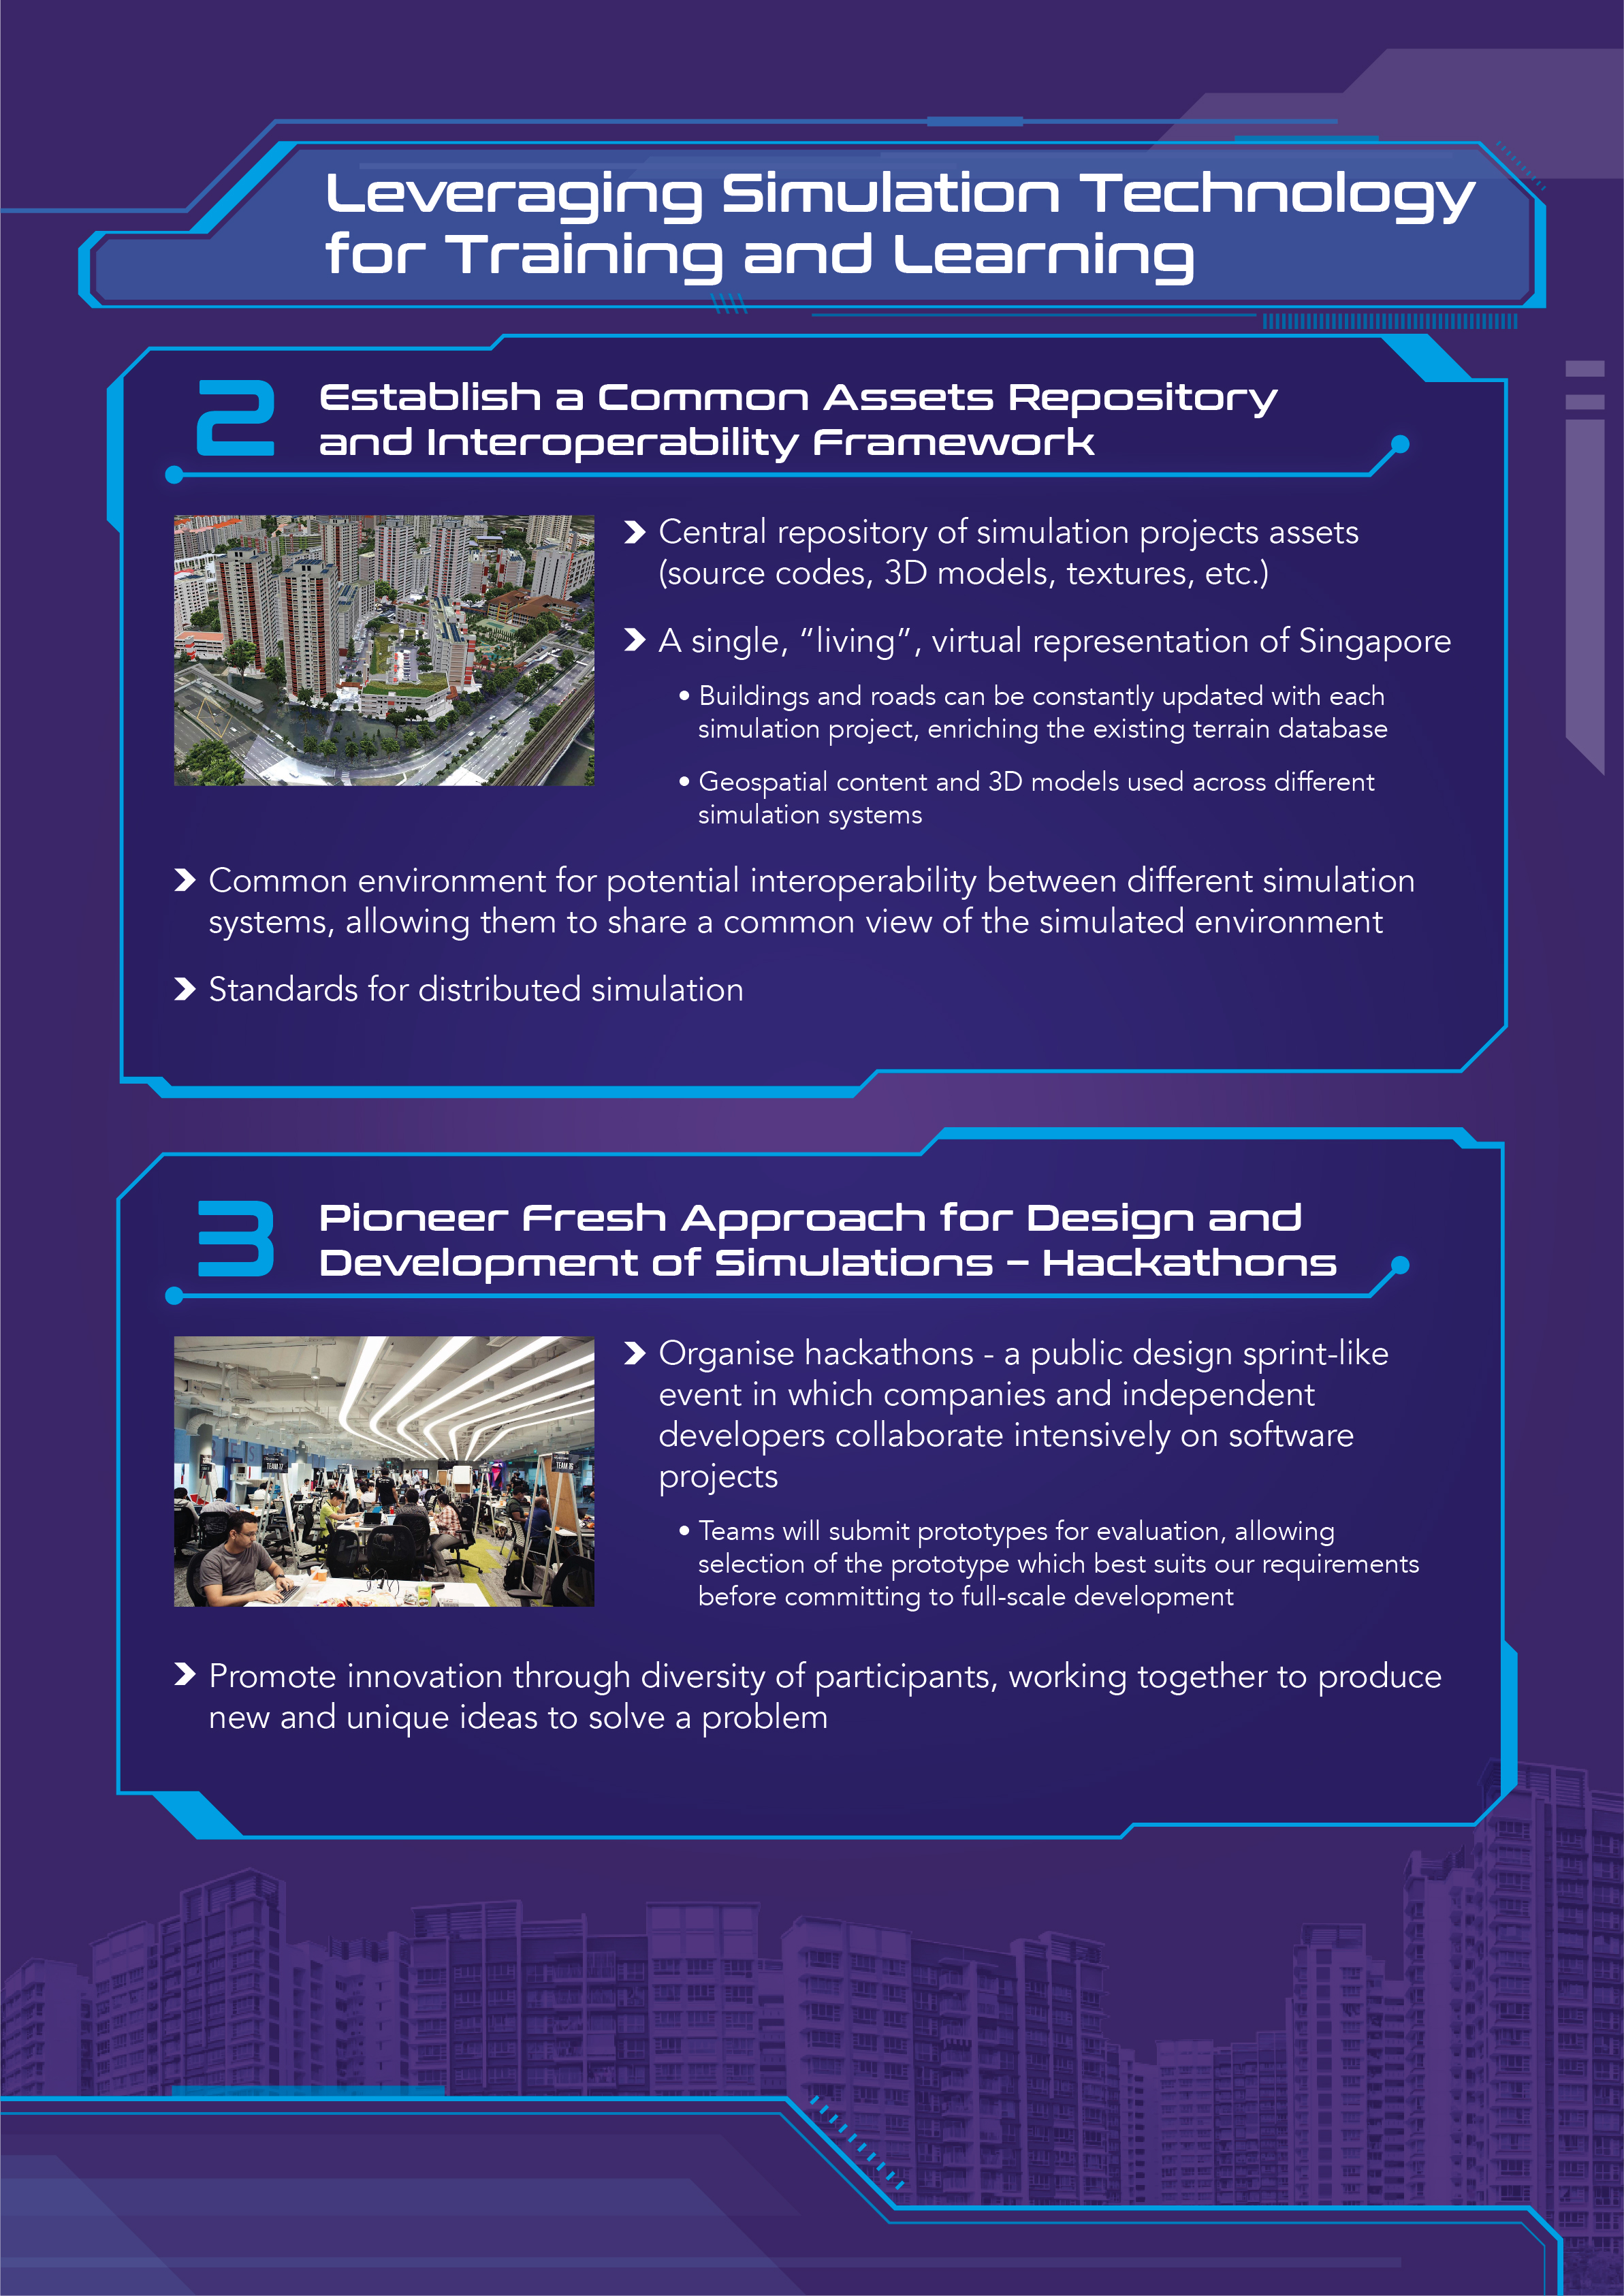 Leveraging Simulation Technology
for Training and Learning
2
Establish a Common Assets Repository
and Interoperability Framework
Central repository of simulation projects assets
(source codes, 3D models, textures, etc.)
A single, “living”, virtual representation of Singapore
• Buildings and roads can be constantly updated with each
simulation project, enriching the existing terrain database
• Geospatial content and 3D models used across different
simulation systems
Common environment for potential interoperability between different simulation
systems, allowing them to share a common view of the simulated environment
Standards for distributed simulation
3
Pioneer Fresh Approach for Design and
Development of Simulations – Hackathons
TEAM 17
TEAM 16
Organise hackathons - a public design sprint-like
event in which companies and independent
developers collaborate intensively on software
projects
• Teams will submit prototypes for evaluation, allowing
selection of the prototype which best suits our requirements
before committing to full-scale development
Promote innovation through diversity of participants, working together to produce
new and unique ideas to solve a problem